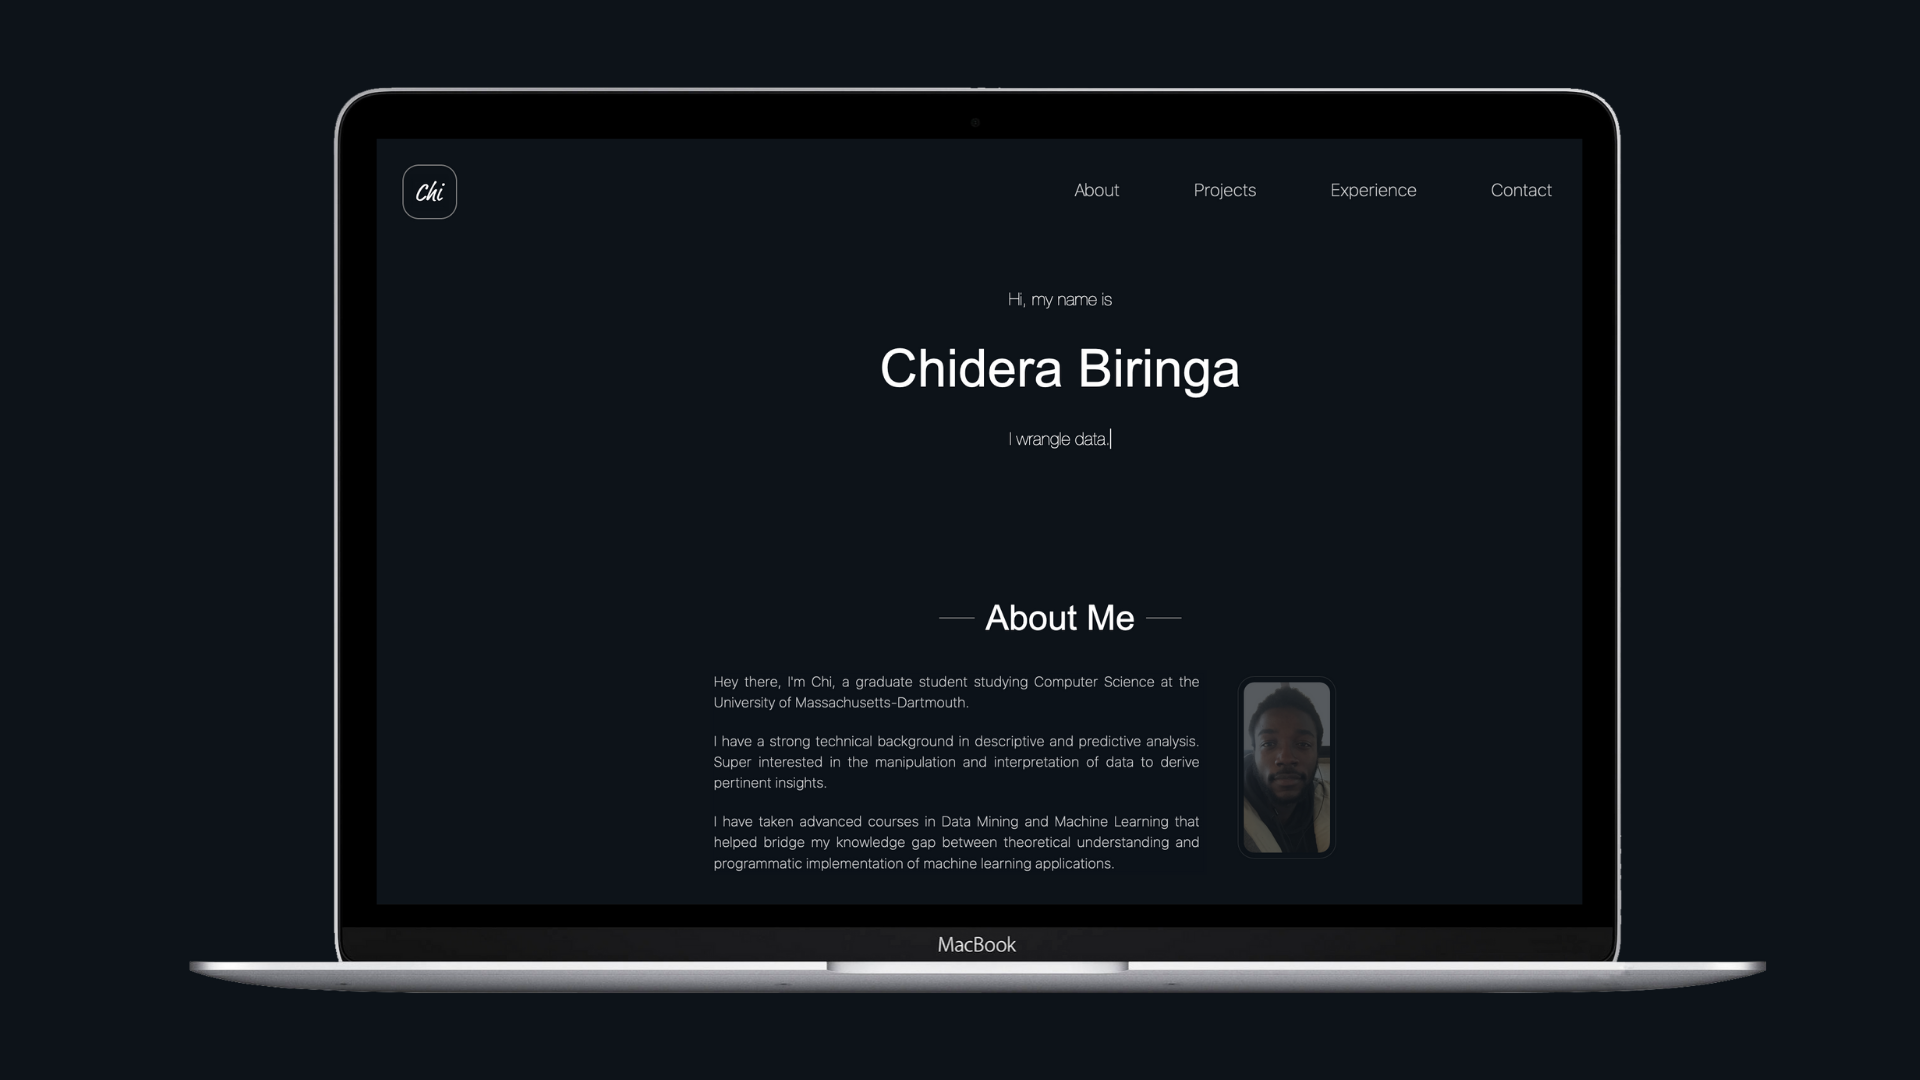 Chi
About Projects Experience Contact
Hi, my name is
Chidera Biringa
I wrangle data.
About Me
Hey there, I'm Chi, a graduate student studying Computer Science at the
University of Massachusetts-Dartmouth.
I have a strong technical background in descriptive and predictive analysis.
Super interested in the manipulation and interpretation of data to derive
pertinent insights.
I have taken advanced courses in Data Mining and Machine Learning that
helped bridge my knowledge gap between theoretical understanding and
programmatic implementation of machine learning applications.
MacBook